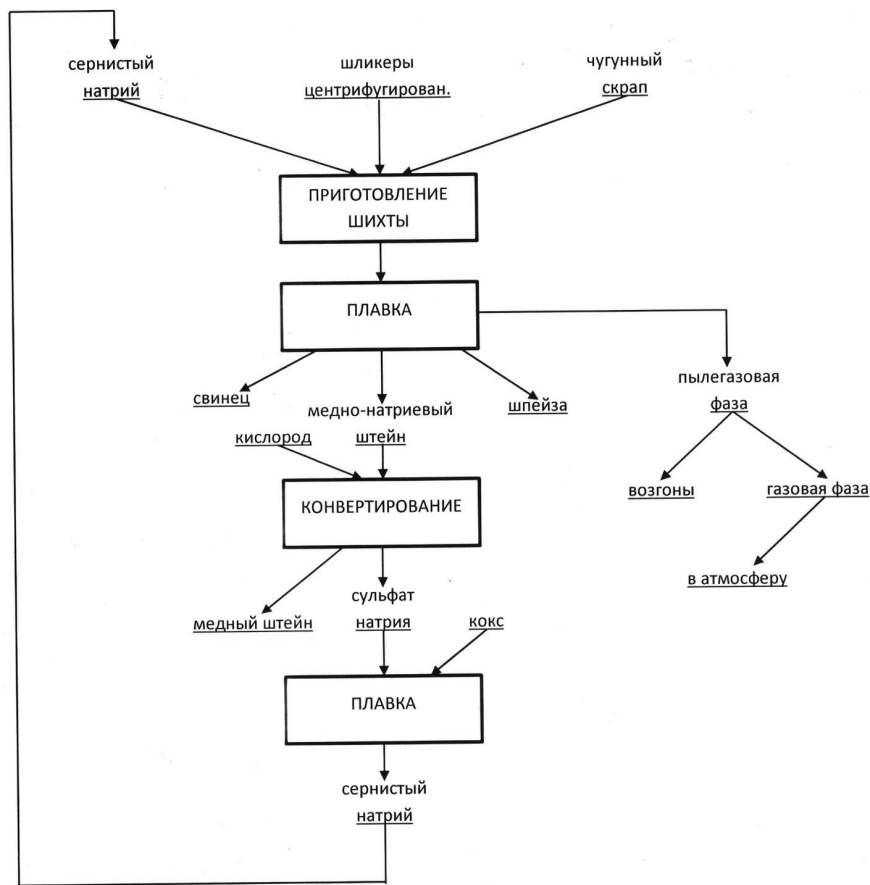 сернистый
натрий
шликеры
центрифугирован.
чугунный
скрап
ПРИГОТОВЛЕНИЕ
ШИХТЫ
ПЛАВКА
свинец
медно-натриевый
штейн
шпейза
пылегазовая
фаза
кислород
возгоны
газовая фаза
КОНВЕРТИРОВАНИЕ
в атмосферу
медный штейн
сульфат
натрия
кокс
ПЛАВКА
сернистый
натрий